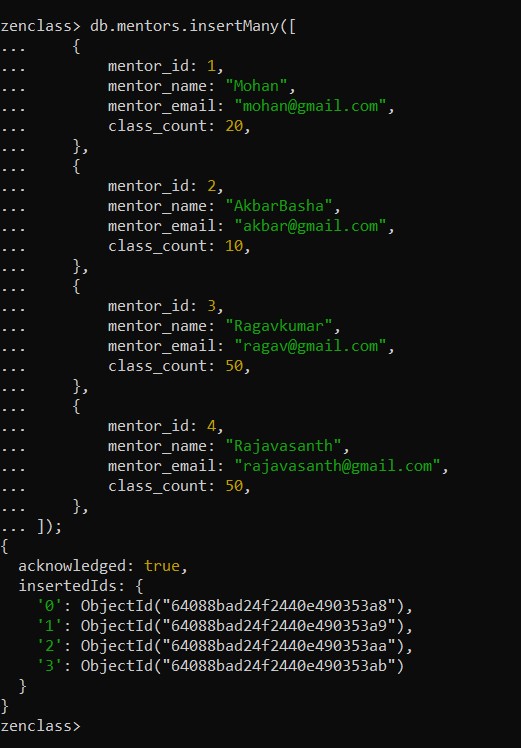 zenclass> db.mentors.insertMany([
...     {
...         mentor_id: 1,
...         mentor_name: "Mohan",
...         mentor_email: "mohan@gmail.com",
...         class_count: 20,
...     },
...     {
...         mentor_id: 2,
...         mentor_name: "AkbarBasha",
...         mentor_email: "akbar@gmail.com",
...         class_count: 10,
...     },
...     {
...         mentor_id: 3,
...         mentor_name: "Ragavkumar",
...         mentor_email: "ragav@gmail.com",
...         class_count: 50,
...     },
...     {
...         mentor_id: 4,
...         mentor_name: "Rajavasanth",
...         mentor_email: "rajavasanth@gmail.com",
...         class_count: 50,
...     },
... ]);
{
  acknowledged: true,
  insertedIds: {
    '0': ObjectId("64088bad24f2440e490353a8"),
    '1': ObjectId("64088bad24f2440e490353a9"),
    '2': ObjectId("64088bad24f2440e490353aa"),
    '3': ObjectId("64088bad24f2440e490353ab")
  }
}
zenclass>